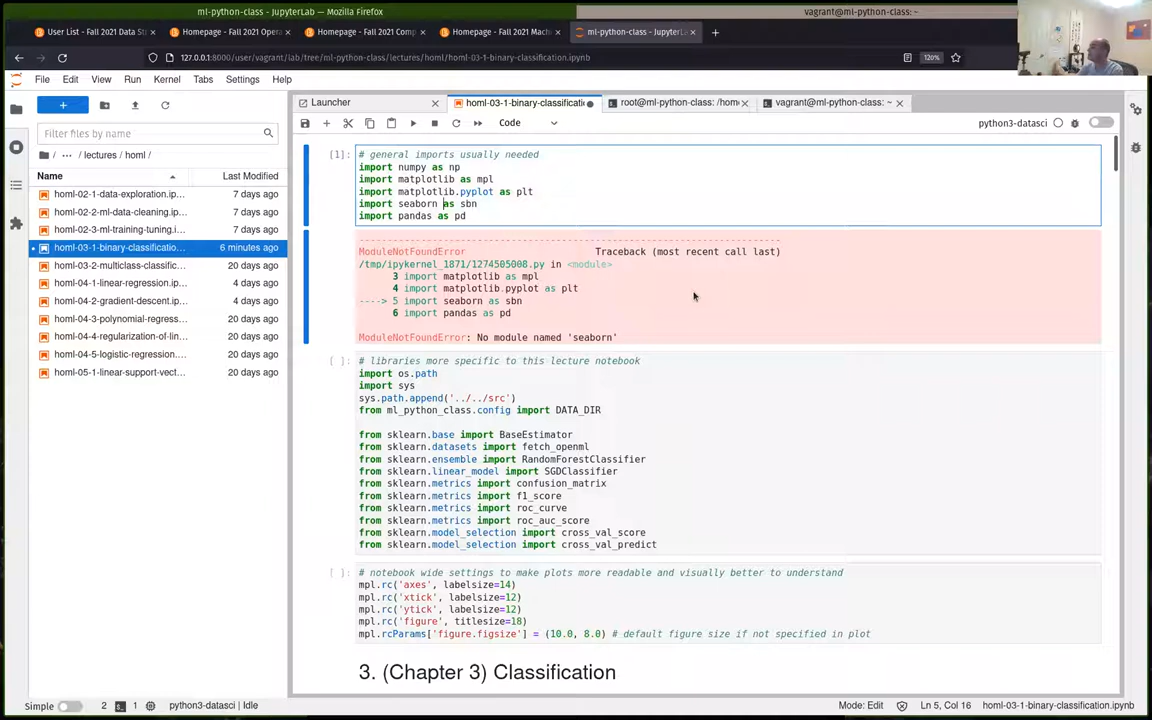 ml-python-class - JupyterLab - Mozilla Firefox
vagrant@ml-python-class: ~
User List - Fall 2021 Data St
Homepage - Fall 2021 Opera
Homepage - Fall 2021 Comp
Homepage - Fall 2021 Mach
ml-python-class - JupyterLa
127.0.0.1:8000/user/vagrant/lab/tree/ml-python-class/lectures/homl/homl-03-1-binary-classification.ipynb
120%
File Edit View Run Kernel Tabs Settings Help
Launcher
homl-03-1-binary-classificati
root@ml-python-class: /hom
vagrant@ml-python-class: ~
Code
python3-datasci
Filter files by name
/ ··· / lectures / homl /
Name Last Modified
homl-02-1-data-exploration.ip... 7 days ago
homl-02-2-ml-data-cleaning.ip... 7 days ago
homl-02-3-ml-training-tuning.i... 7 days ago
homl-03-1-binary-classificatio... 6 minutes ago
homl-03-2-multiclass-classific... 20 days ago
homl-04-1-linear-regression.ip... 4 days ago
homl-04-2-gradient-descent.ip... 4 days ago
homl-04-3-polynomial-regress... 20 days ago
homl-04-4-regularization-of-lin... 20 days ago
homl-04-5-logistic-regression.... 20 days ago
homl-05-1-linear-support-vect... 20 days ago
[1]: # general imports usually needed
import numpy as np
import matplotlib as mpl
import matplotlib.pyplot as plt
import seaborn as sbn
import pandas as pd
---------------------------------------------------------------------------
ModuleNotFoundError Traceback (most recent call last)
/tmp/ipykernel_1871/1274505008.py in <module>
3 import matplotlib as mpl
4 import matplotlib.pyplot as plt
----> 5 import seaborn as sbn
6 import pandas as pd
ModuleNotFoundError: No module named 'seaborn'
[ ]: # libraries more specific to this lecture notebook
import os.path
import sys
sys.path.append('../../src')
from ml_python_class.config import DATA_DIR
from sklearn.base import BaseEstimator
from sklearn.datasets import fetch_openml
from sklearn.ensemble import RandomForestClassifier
from sklearn.linear_model import SGDClassifier
from sklearn.metrics import confusion_matrix
from sklearn.metrics import f1_score
from sklearn.metrics import roc_curve
from sklearn.metrics import roc_auc_score
from sklearn.model_selection import cross_val_score
from sklearn.model_selection import cross_val_predict
[ ]: # notebook wide settings to make plots more readable and visually better to understand
mpl.rc('axes', labelsize=14)
mpl.rc('xtick', labelsize=12)
mpl.rc('ytick', labelsize=12)
mpl.rc('figure', titlesize=18)
mpl.rcParams['figure.figsize'] = (10.0, 8.0) # default figure size if not specified in plot
3. (Chapter 3) Classification
Simple 2 1 python3-datasci | Idle
Mode: Edit Ln 5, Col 16 homl-03-1-binary-classification.ipynb